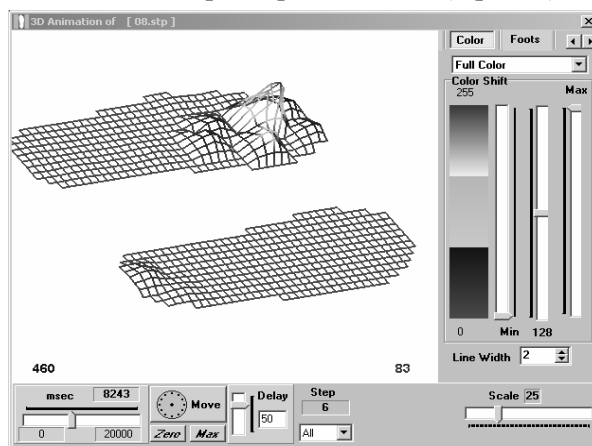 3D Animation of [ 08.stp ]
Color Foots
Full Color
Color Shift
255 Max
0 Min 128
Line Width 2
460 83
msec 8243
0 20000
Move
Zero Max
Delay
50
Step
6
All
Scale 25